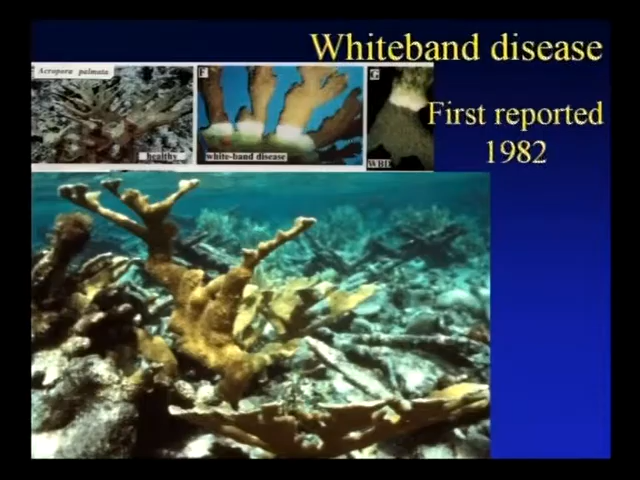 Whiteband disease
Acropora palmata
F
G
healthy
white-band disease
WBD
First reported
1982